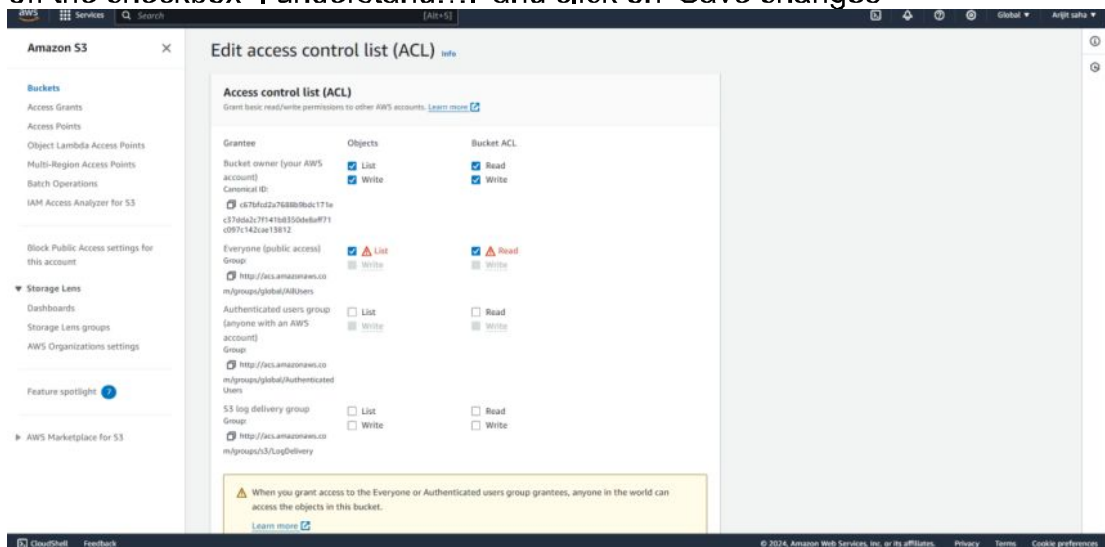 on the checkbox "I understand...." and click on "Save changes"
aws Services Search [Alt+S] Global Arijit saha
Amazon S3
Edit access control list (ACL) Info
Buckets
Access Grants
Access Points
Object Lambda Access Points
Multi-Region Access Points
Batch Operations
IAM Access Analyzer for S3
Block Public Access settings for
this account
Storage Lens
Dashboards
Storage Lens groups
AWS Organizations settings
Feature spotlight 7
AWS Marketplace for S3
Access control list (ACL)
Grant basic read/write permissions to other AWS accounts. Learn more
Grantee Objects Bucket ACL
Bucket owner (your AWS
account)
Canonical ID:
List Read
Write Write
Everyone (public access)
Group:
http://acs.amazonaws.co
m/groups/global/AllUsers
List Read
Write Write
Authenticated users group
(anyone with an AWS
account)
Group:
http://acs.amazonaws.co
m/groups/global/Authenticated
Users
List Read
Write Write
S3 log delivery group
Group:
http://acs.amazonaws.co
m/groups/s3/LogDelivery
List Read
Write Write
When you grant access to the Everyone or Authenticated users group grantees, anyone in the world can
access the objects in this bucket.
Learn more
CloudShell Feedback © 2024, Amazon Web Services, Inc. or its affiliates. Privacy Terms Cookie preferences